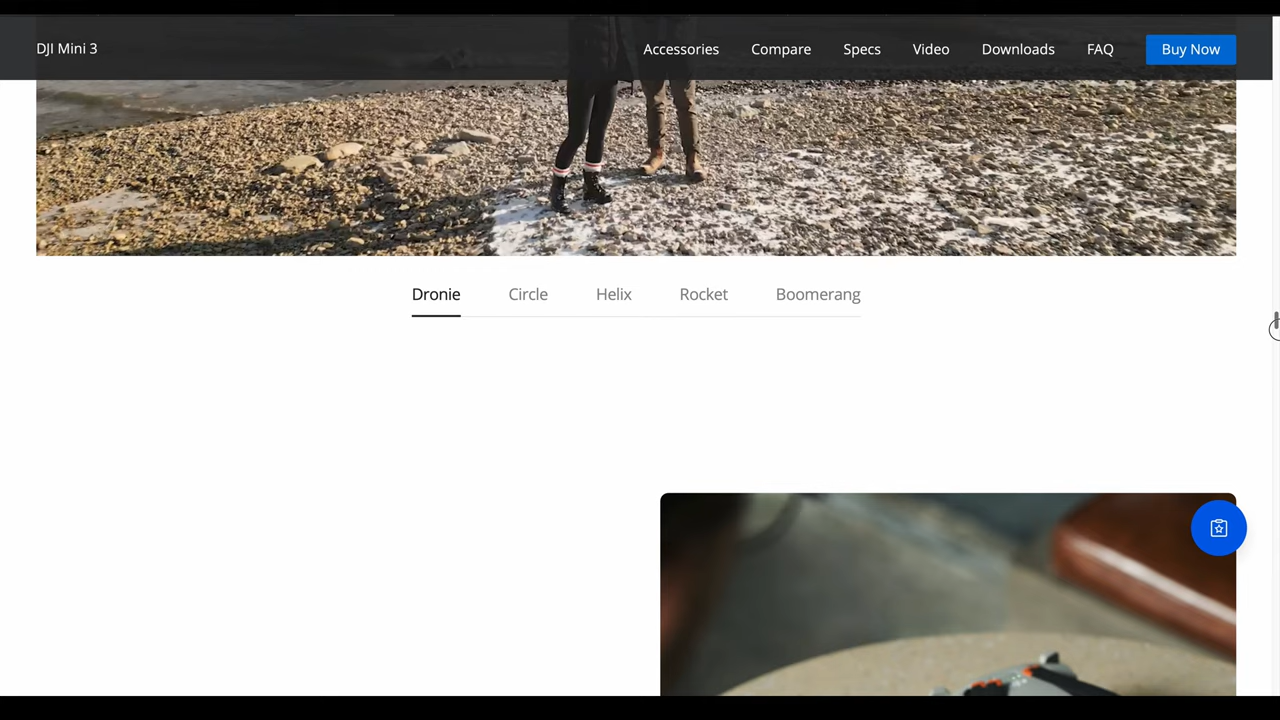 DJI Mini 3 Accessories Compare Specs Video Downloads FAQ Buy Now
Dronie Circle Helix Rocket Boomerang